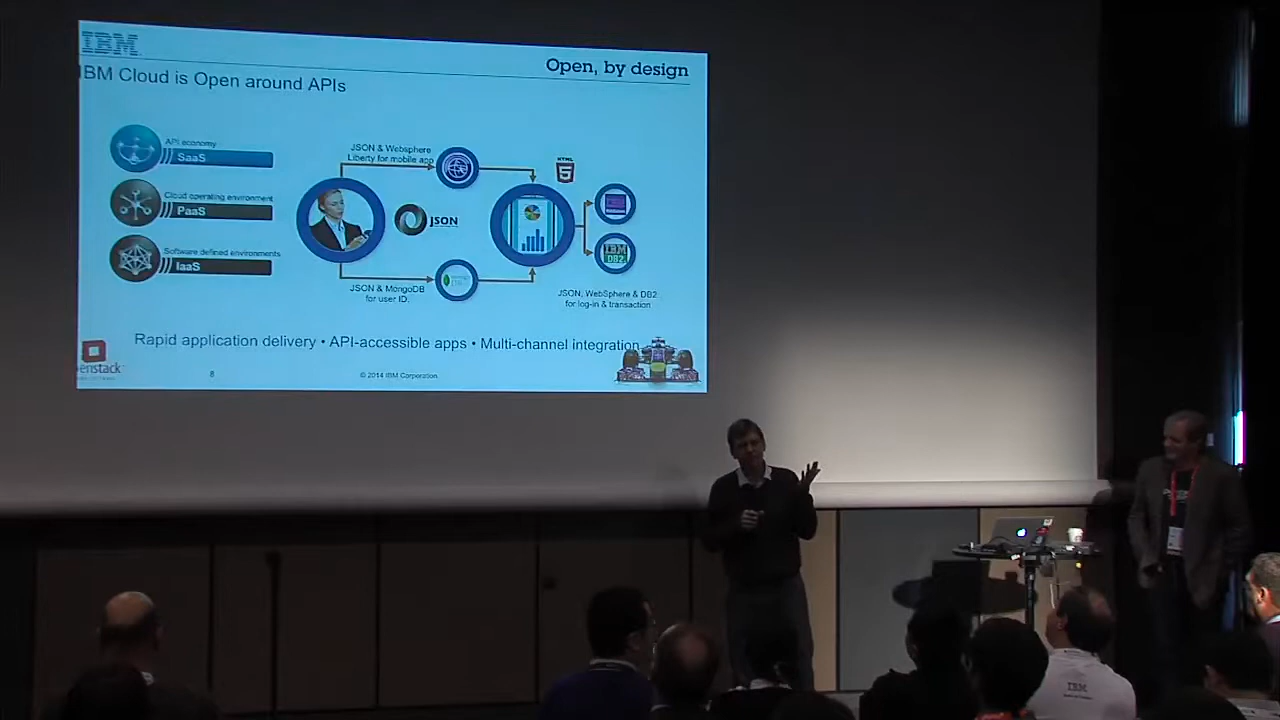 IBM
Open, by design
IBM Cloud is Open around APIs
API economy
SaaS
Cloud operating environment
PaaS
Software defined environments
IaaS
JSON & Websphere
Liberty for mobile app
JSON
JSON & MongoDB
for user ID.
HTML
5
IBM
DB2
JSON, WebSphere & DB2
for log-in & transaction
Rapid application delivery • API-accessible apps • Multi-channel integration
enstack
8
© 2014 IBM Corporation.
IBM